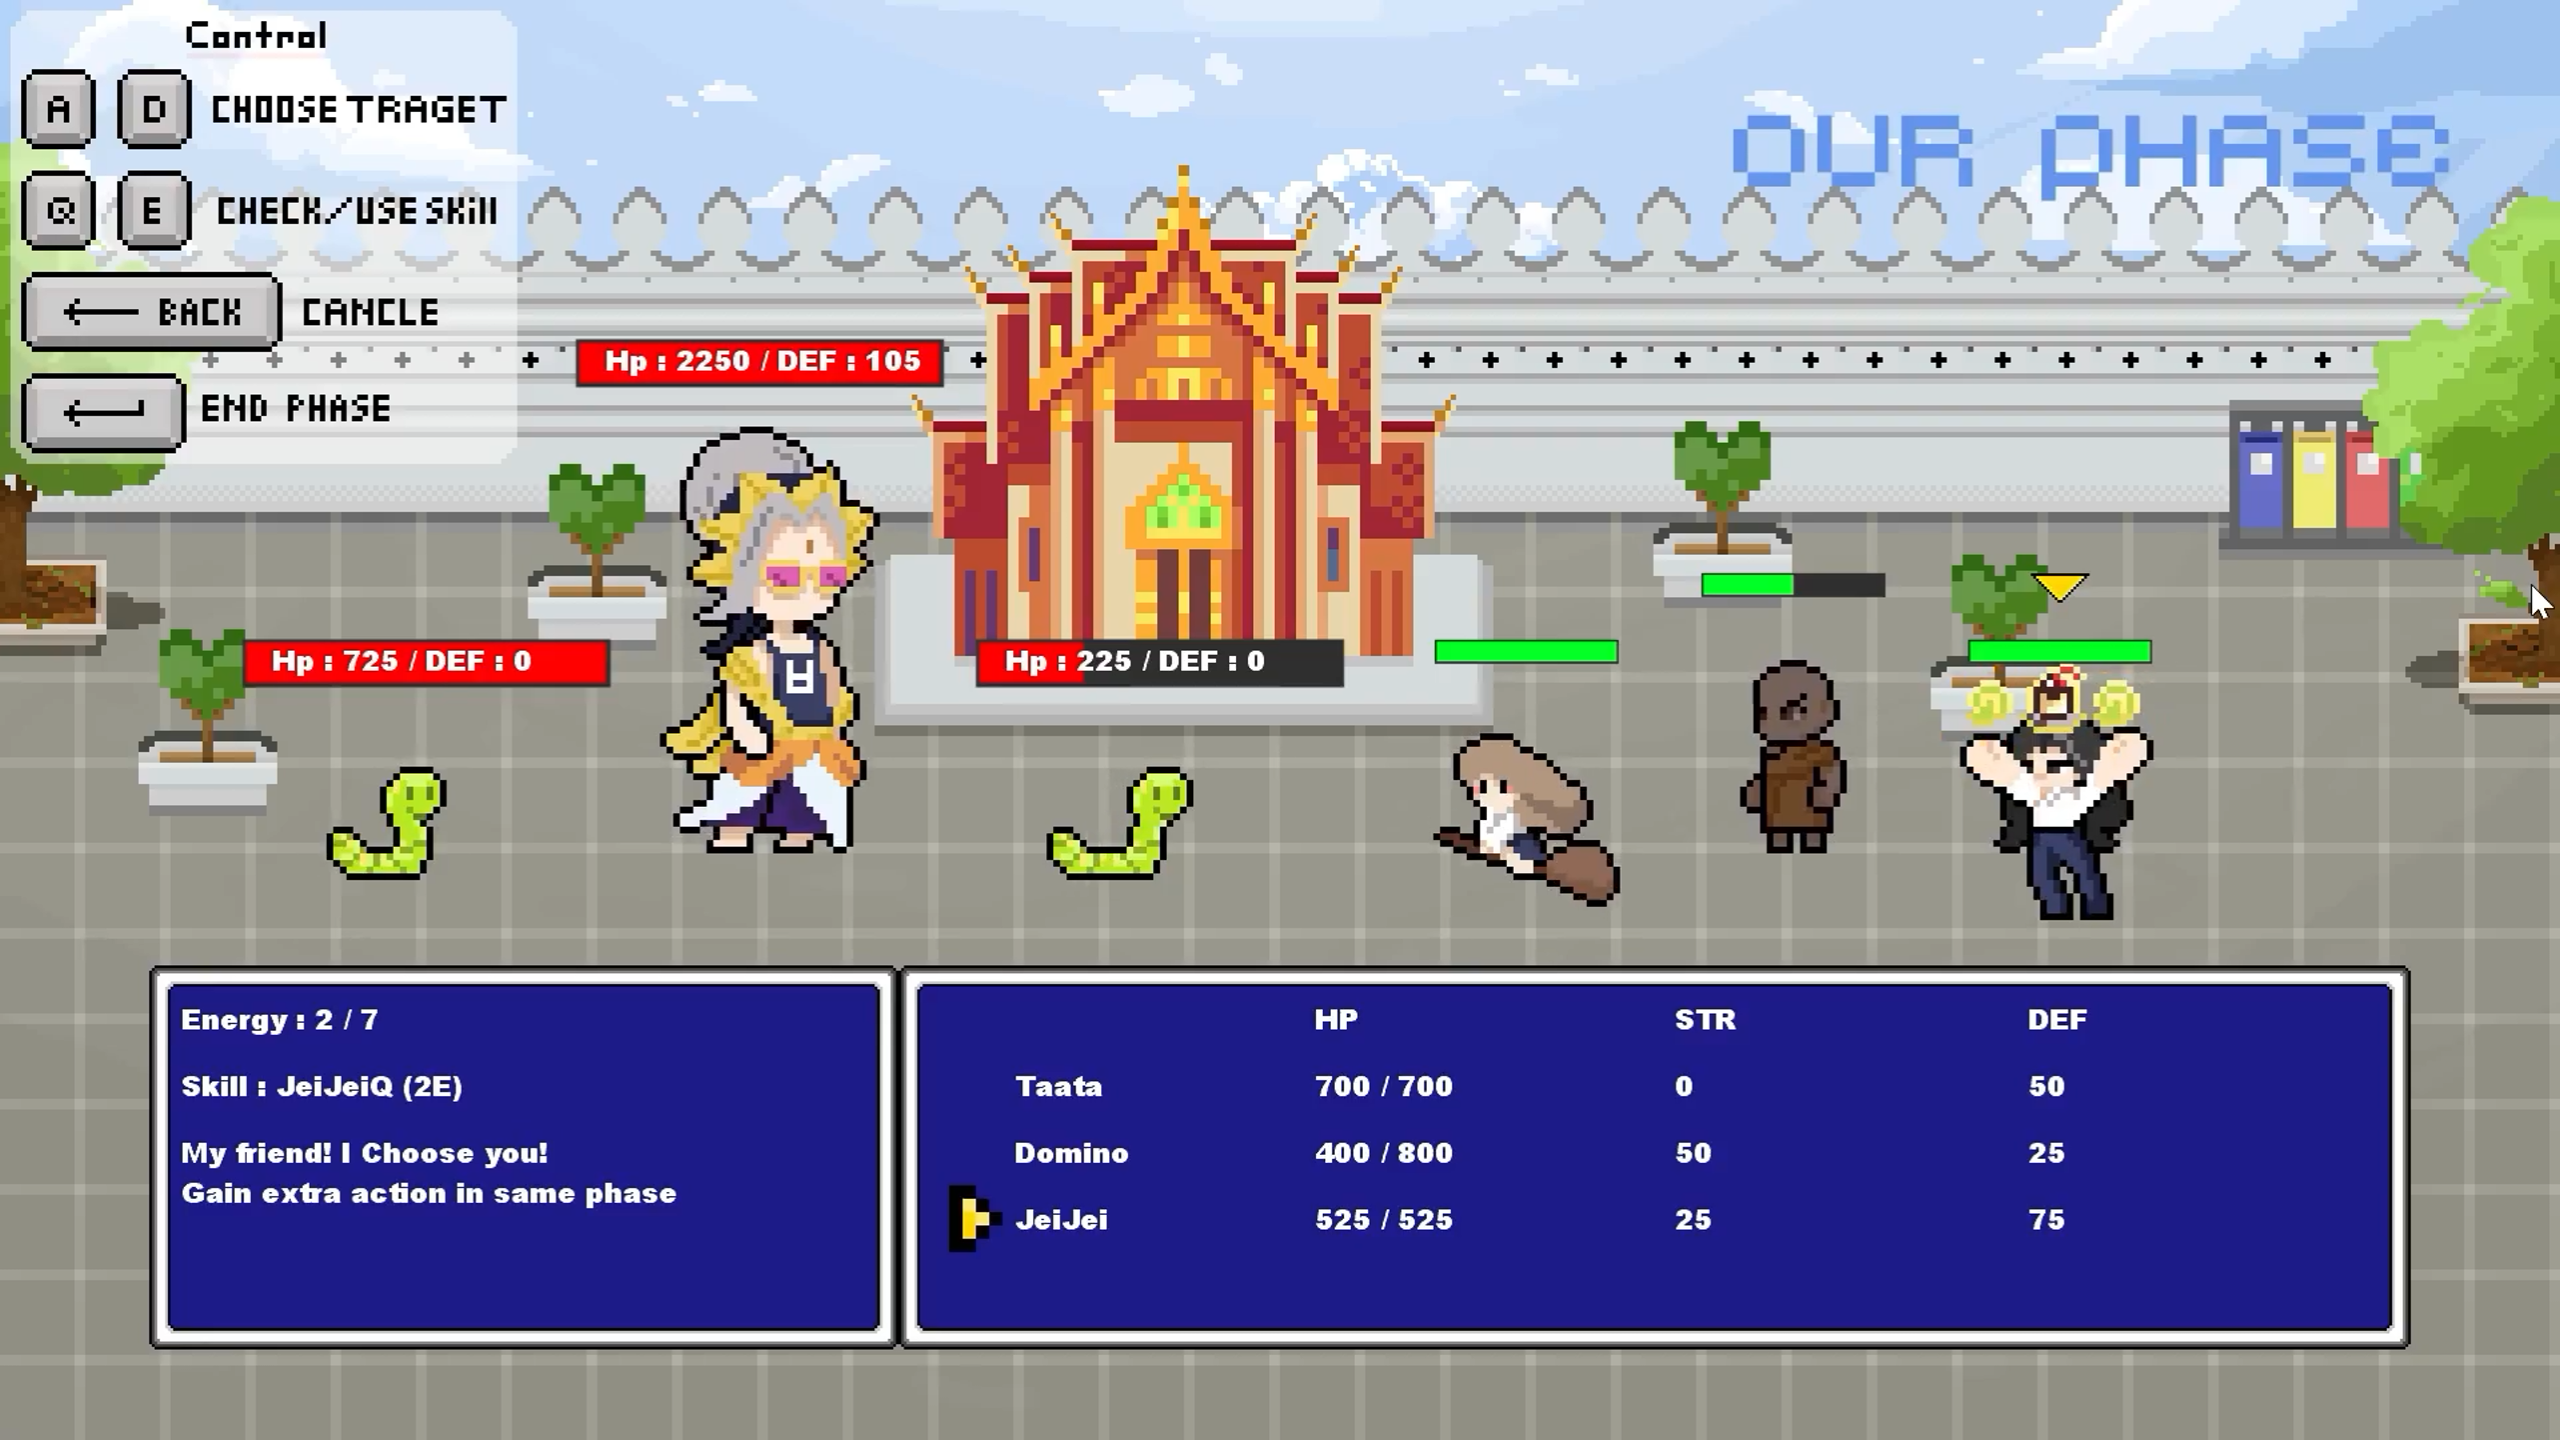 Control
A D CHOOSE TRAGET
OUR PHASE
Q E CHECK/USE SKill
BACK CANCLE
END PHASE
Hp : 2250 / DEF : 105
Hp : 725 / DEF : 0
Hp : 225 / DEF : 0
Energy : 2 / 7
Skill : JeiJeiQ (2E)
My friend! I Choose you!
Gain extra action in same phase
HP STR DEF
Taata 700 / 700 0 50
Domino 400 / 800 50 25
JeiJei 525 / 525 25 75